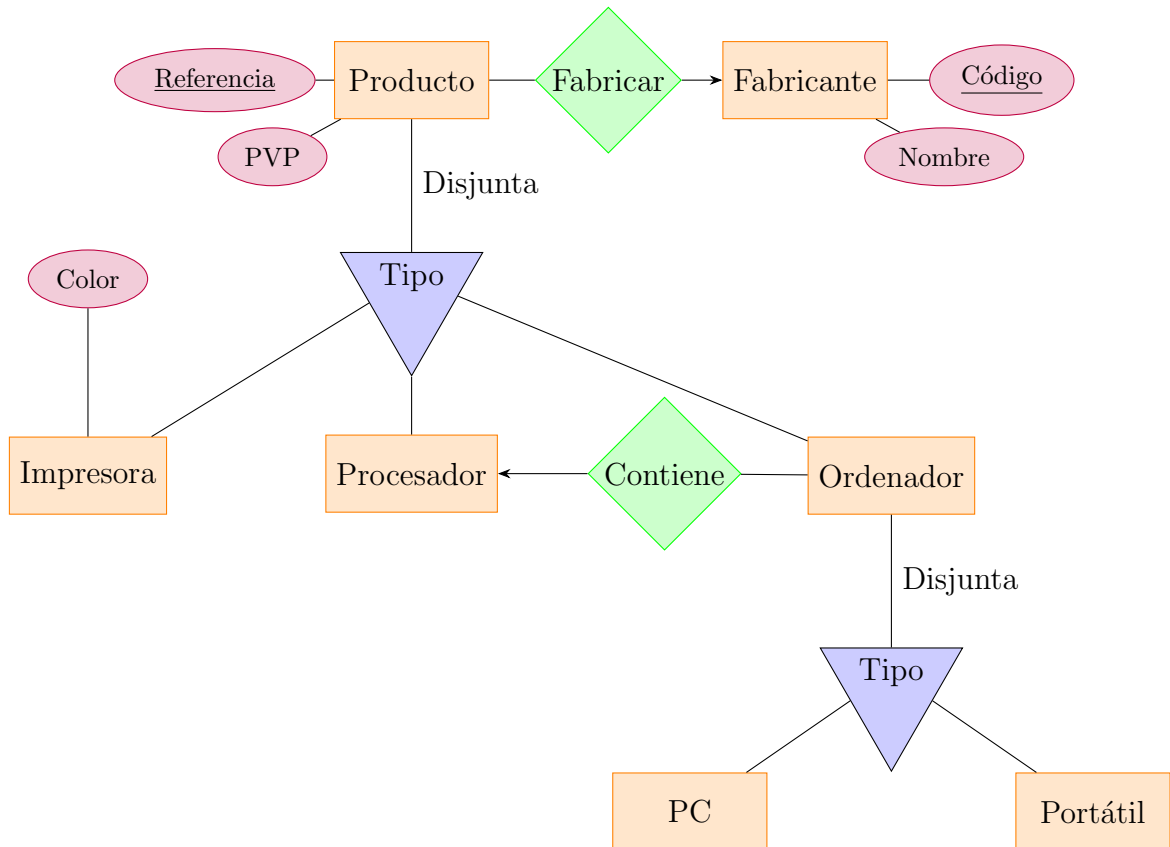 Referencia
Producto
Fabricar
Fabricante
Código
PVP
Nombre
Disjunta
Color
Tipo
Impresora
Procesador
Contiene
Ordenador
Disjunta
Tipo
PC
Portátil